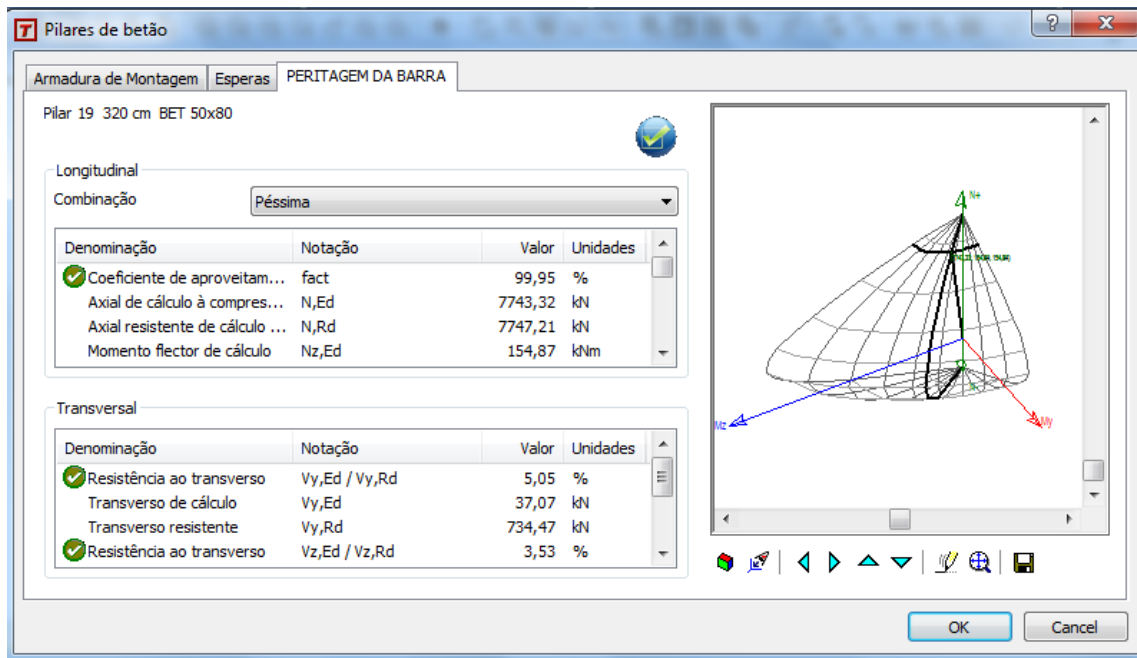 Pilares de betão
Armadura de Montagem Esperas PERITAGEM DA BARRA
Pilar 19 320 cm BET 50x80
Longitudinal
Combinação Péssima
Denominação Notação Valor Unidades
Coeficiente de aproveitam... fact 99,95 %
Axial de cálculo à compres... N,Ed 7743,32 kN
Axial resistente de cálculo ... N,Rd 7747,21 kN
Momento flector de cálculo Nz,Ed 154,87 kNm
Transversal
Denominação Notação Valor Unidades
Resistência ao transverso Vy,Ed / Vy,Rd 5,05 %
Transverso de cálculo Vy,Ed 37,07 kN
Transverso resistente Vy,Rd 734,47 kN
Resistência ao transverso Vz,Ed / Vz,Rd 3,53 %
N+
Mz
My
OK Cancel